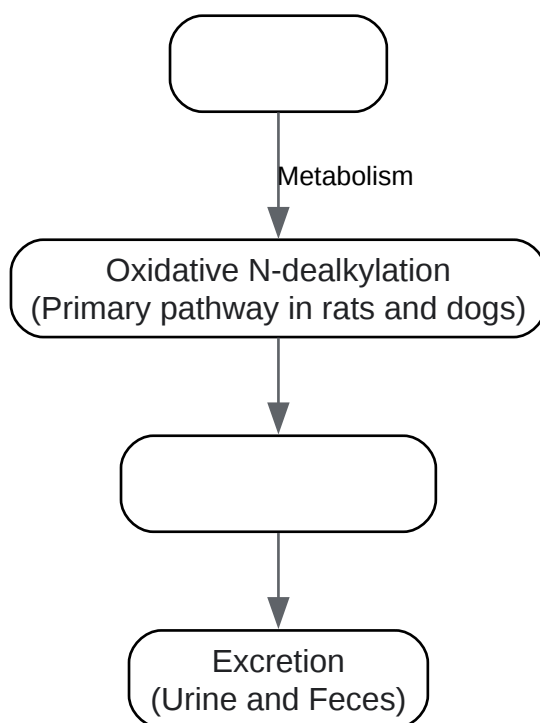 Metabolism
Oxidative N-dealkylation
(Primary pathway in rats and dogs)
Excretion
(Urine and Feces)